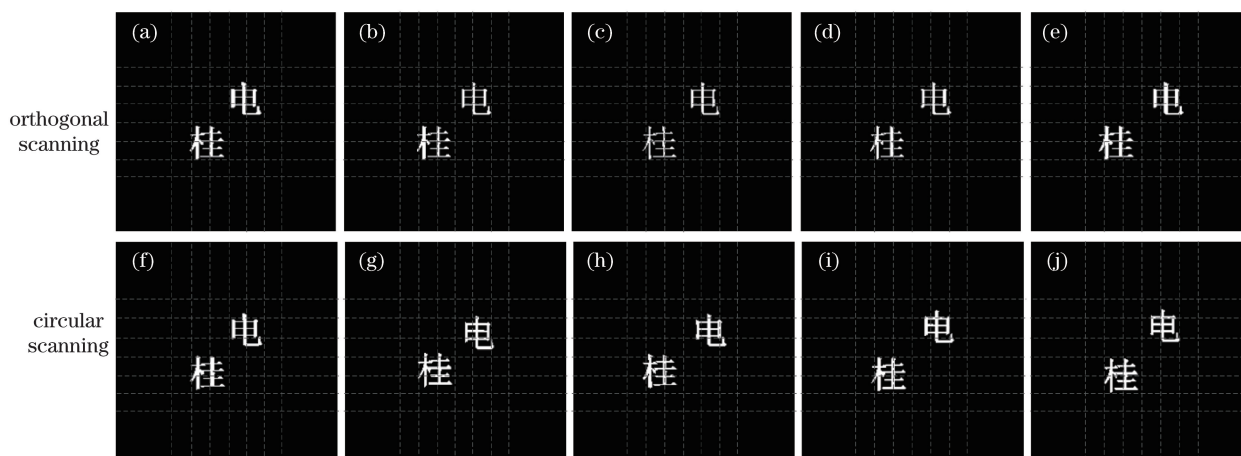 orthogonal
scanning
(a)
电
桂
(b)
电
桂
(c)
电
桂
(d)
电
桂
(e)
电
桂
circular
scanning
(f)
电
桂
(g)
电
桂
(h)
电
桂
(i)
电
桂
(j)
电
桂